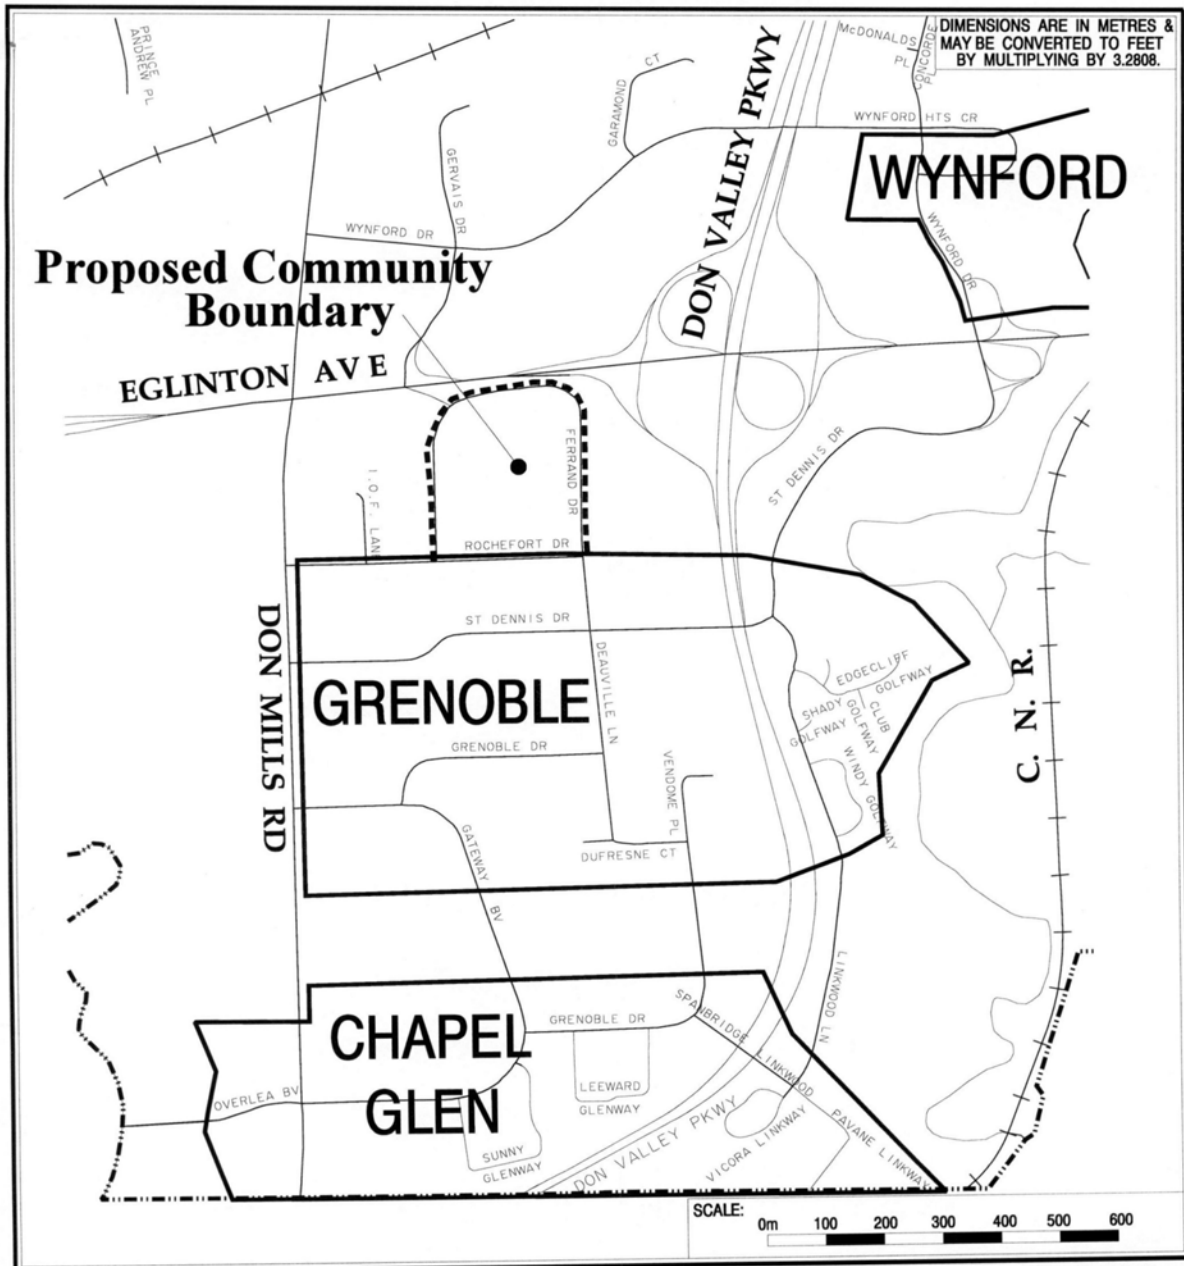 DIMENSIONS ARE IN METRES &
MAY BE CONVERTED TO FEET
BY MULTIPLYING BY 3.2808.
PRINCE
ANDREW PL
McDONALDS
PL
CONCORDE
PL
GARAMOND
CT
WYNFORD HTS CR
GERVAIS DR
DON VALLEY PKWY
WYNFORD
WYNFORD DR
WYNFORD DR
Proposed Community
Boundary
EGLINTON AVE
FERRAND DR
ST DENNIS DR
I.O.F. LANE
ROCHEFORT DR
DON MILLS RD
ST DENNIS DR
DEAUVILLE LN
EDGECLIFF
GOLFWAY
SHADY
GOLFWAY
CLUB
GOLFWAY
WINDY GOLFWAY
C. N. R.
GRENOBLE
GRENOBLE DR
VENDOME PL
GATEWAY BV
DUFRESNE CT
LINKWOOD LN
SPANBRIDGE LINKWOOD
CHAPEL
GLEN
GRENOBLE DR
LEEWARD
GLENWAY
OVERLEA BV
SUNNY
GLENWAY
DON VALLEY PKWY
VICORA LINKWAY
PAVANE LINKWAY
SCALE:
0m 100 200 300 400 500 600